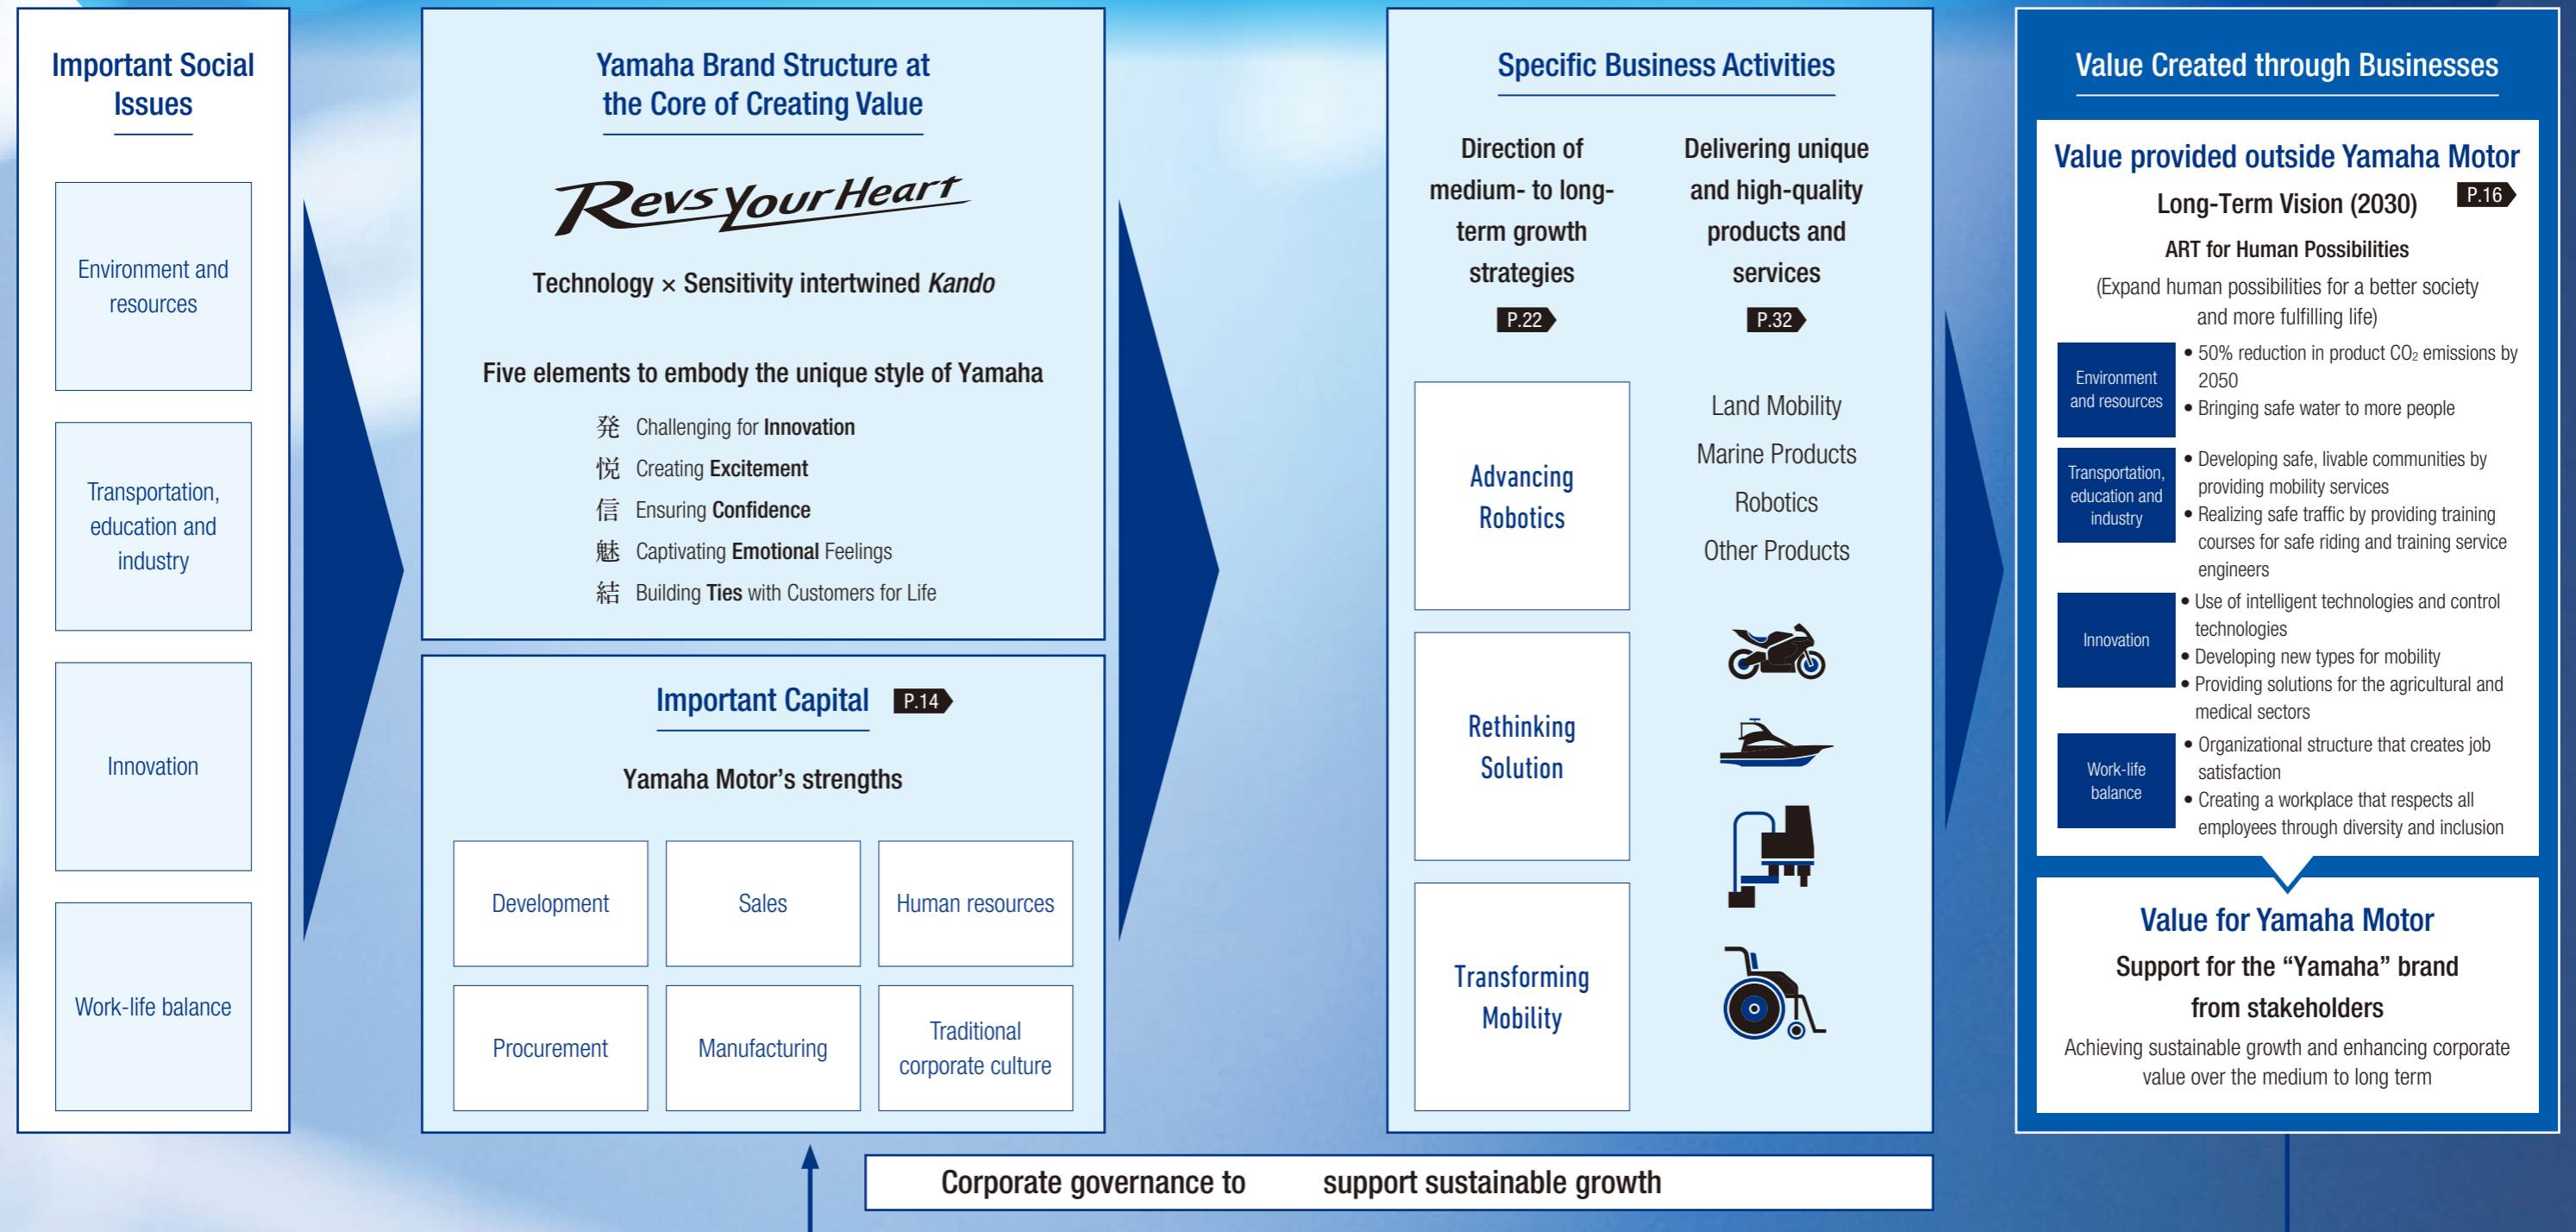 Important Social
Issues
Environment and
resources
Transportation,
education and
industry
Innovation
Work-life balance
Yamaha Brand Structure at
the Core of Creating Value
Revs Your Heart
Technology × Sensitivity intertwined Kando
Five elements to embody the unique style of Yamaha
発 Challenging for Innovation
悦 Creating Excitement
信 Ensuring Confidence
魅 Captivating Emotional Feelings
結 Building Ties with Customers for Life
Important Capital P.14
Yamaha Motor’s strengths
Development
Sales
Human resources
Procurement
Manufacturing
Traditional
corporate culture
Specific Business Activities
Direction of
medium- to long-
term growth
strategies
P.22
Advancing
Robotics
Rethinking
Solution
Transforming
Mobility
Delivering unique
and high-quality
products and
services
P.32
Land Mobility
Marine Products
Robotics
Other Products
Value Created through Businesses
Value provided outside Yamaha Motor
Long-Term Vision (2030) P.16
ART for Human Possibilities
(Expand human possibilities for a better society
and more fulfilling life)
Environment
and resources
• 50% reduction in product CO₂ emissions by
2050
• Bringing safe water to more people
Transportation,
education and
industry
• Developing safe, livable communities by
providing mobility services
• Realizing safe traffic by providing training
courses for safe riding and training service
engineers
Innovation
• Use of intelligent technologies and control
technologies
• Developing new types for mobility
• Providing solutions for the agricultural and
medical sectors
Work-life
balance
• Organizational structure that creates job
satisfaction
• Creating a workplace that respects all
employees through diversity and inclusion
Value for Yamaha Motor
Support for the “Yamaha” brand
from stakeholders
Achieving sustainable growth and enhancing corporate
value over the medium to long term
Corporate governance to support sustainable growth